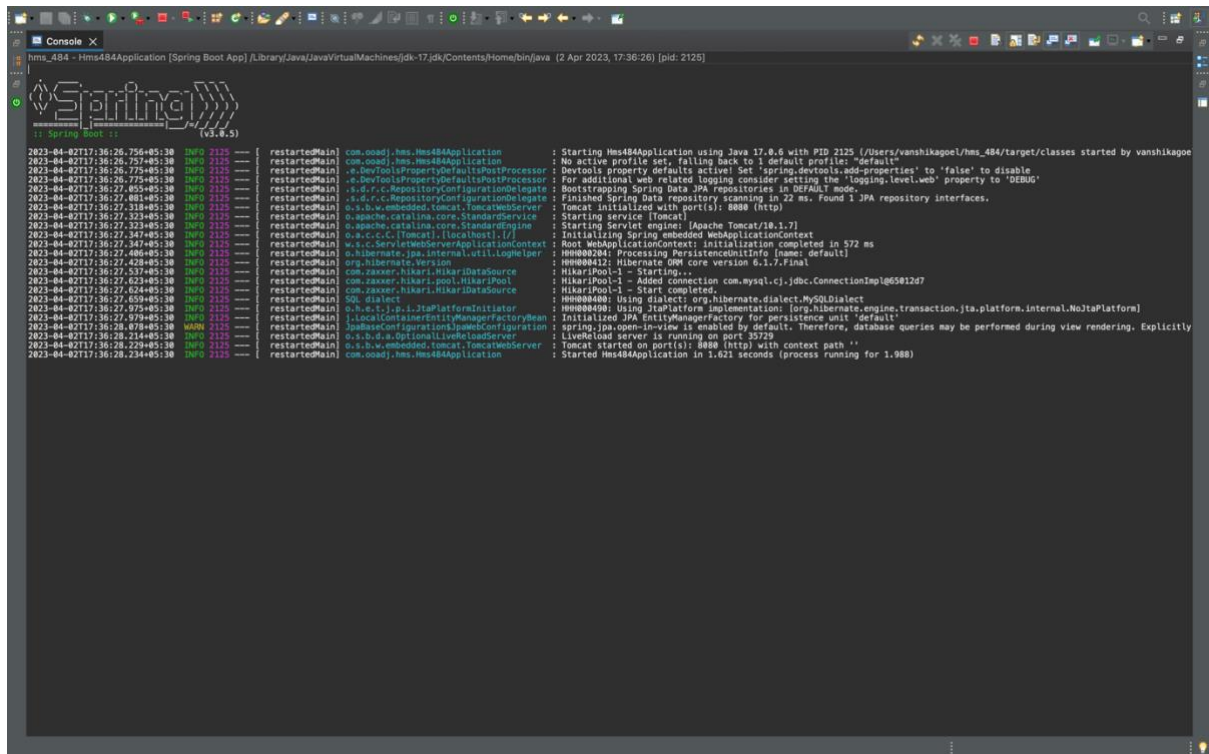 Console
hms_484 - Hms484Application [Spring Boot App] /Library/Java/JavaVirtualMachines/jdk-17.jdk/Contents/Home/bin/java (2 Apr 2023, 17:36:26) [pid: 2125]
:: Spring Boot :: (v3.0.5)
2023-04-02T17:36:26.756+05:30 INFO 2125 --- [ restartedMain] com.ooadj.hms.Hms484Application : Starting Hms484Application using Java 17.0.6 with PID 2125 (/Users/vanshikagoel/hms_484/target/classes started by vanshikagoe
2023-04-02T17:36:26.757+05:30 INFO 2125 --- [ restartedMain] com.ooadj.hms.Hms484Application : No active profile set, falling back to 1 default profile: "default"
2023-04-02T17:36:26.775+05:30 INFO 2125 --- [ restartedMain] .e.DevToolsPropertyDefaultsPostProcessor : Devtools property defaults active! Set 'spring.devtools.add-properties' to 'false' to disable
2023-04-02T17:36:26.775+05:30 INFO 2125 --- [ restartedMain] .e.DevToolsPropertyDefaultsPostProcessor : For additional web related logging consider setting the 'logging.level.web' property to 'DEBUG'
2023-04-02T17:36:27.055+05:30 INFO 2125 --- [ restartedMain] .s.d.r.c.RepositoryConfigurationDelegate : Bootstrapping Spring Data JPA repositories in DEFAULT mode.
2023-04-02T17:36:27.081+05:30 INFO 2125 --- [ restartedMain] .s.d.r.c.RepositoryConfigurationDelegate : Finished Spring Data repository scanning in 22 ms. Found 1 JPA repository interfaces.
2023-04-02T17:36:27.318+05:30 INFO 2125 --- [ restartedMain] o.s.b.w.embedded.tomcat.TomcatWebServer : Tomcat initialized with port(s): 8080 (http)
2023-04-02T17:36:27.323+05:30 INFO 2125 --- [ restartedMain] o.apache.catalina.core.StandardService : Starting service [Tomcat]
2023-04-02T17:36:27.323+05:30 INFO 2125 --- [ restartedMain] o.apache.catalina.core.StandardEngine : Starting Servlet engine: [Apache Tomcat/10.1.7]
2023-04-02T17:36:27.347+05:30 INFO 2125 --- [ restartedMain] o.a.c.c.C.[Tomcat].[localhost].[/] : Initializing Spring embedded WebApplicationContext
2023-04-02T17:36:27.347+05:30 INFO 2125 --- [ restartedMain] w.s.c.ServletWebServerApplicationContext : Root WebApplicationContext: initialization completed in 572 ms
2023-04-02T17:36:27.406+05:30 INFO 2125 --- [ restartedMain] o.hibernate.jpa.internal.util.LogHelper : HHH000204: Processing PersistenceUnitInfo [name: default]
2023-04-02T17:36:27.428+05:30 INFO 2125 --- [ restartedMain] org.hibernate.Version : HHH000412: Hibernate ORM core version 6.1.7.Final
2023-04-02T17:36:27.537+05:30 INFO 2125 --- [ restartedMain] com.zaxxer.hikari.HikariDataSource : HikariPool-1 - Starting...
2023-04-02T17:36:27.623+05:30 INFO 2125 --- [ restartedMain] com.zaxxer.hikari.pool.HikariPool : HikariPool-1 - Added connection com.mysql.cj.jdbc.ConnectionImpl@65012d7
2023-04-02T17:36:27.624+05:30 INFO 2125 --- [ restartedMain] com.zaxxer.hikari.HikariDataSource : HikariPool-1 - Start completed.
2023-04-02T17:36:27.659+05:30 INFO 2125 --- [ restartedMain] SQL dialect : HHH000400: Using dialect: org.hibernate.dialect.MySQLDialect
2023-04-02T17:36:27.975+05:30 INFO 2125 --- [ restartedMain] o.h.e.t.j.p.i.JtaPlatformInitiator : HHH000490: Using JtaPlatform implementation: [org.hibernate.engine.transaction.jta.platform.internal.NoJtaPlatform]
2023-04-02T17:36:27.979+05:30 INFO 2125 --- [ restartedMain] j.LocalContainerEntityManagerFactoryBean : Initialized JPA EntityManagerFactory for persistence unit 'default'
2023-04-02T17:36:28.078+05:30 WARN 2125 --- [ restartedMain] JpaBaseConfiguration$JpaWebConfiguration : spring.jpa.open-in-view is enabled by default. Therefore, database queries may be performed during view rendering. Explicitly
2023-04-02T17:36:28.214+05:30 INFO 2125 --- [ restartedMain] o.s.b.d.a.OptionalLiveReloadServer : LiveReload server is running on port 35729
2023-04-02T17:36:28.229+05:30 INFO 2125 --- [ restartedMain] o.s.b.w.embedded.tomcat.TomcatWebServer : Tomcat started on port(s): 8080 (http) with context path ''
2023-04-02T17:36:28.234+05:30 INFO 2125 --- [ restartedMain] com.ooadj.hms.Hms484Application : Started Hms484Application in 1.621 seconds (process running for 1.988)